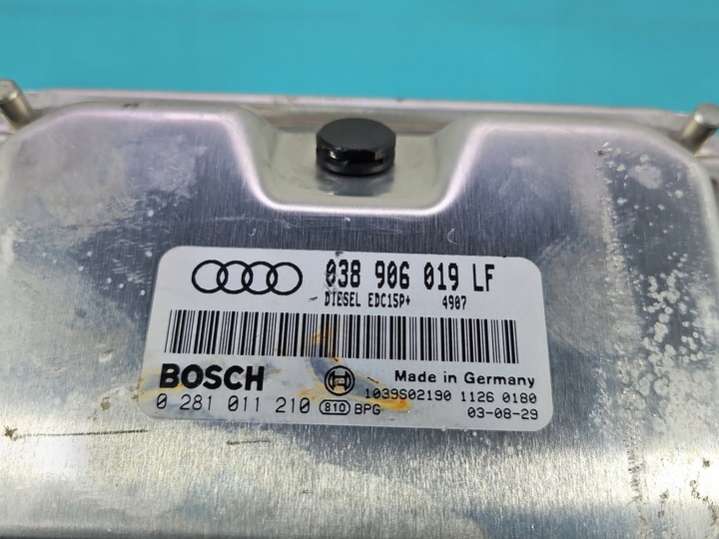 038 906 019 LF
DIESEL EDC15P+ 4907
BOSCH
Made in Germany
1039S02190 1126 0180
0 281 011 210 810 BPG 03-08-29